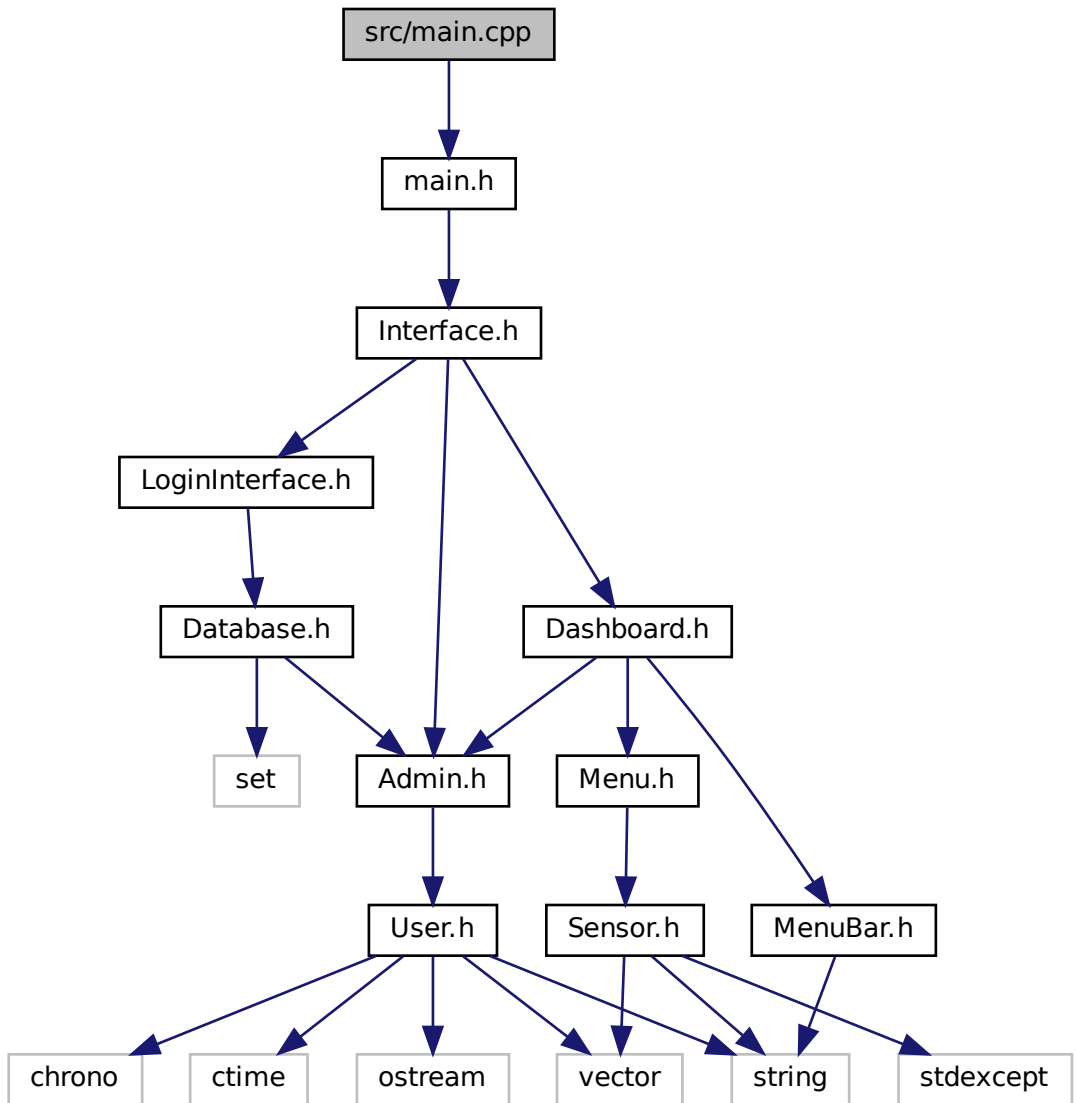 src/main.cpp
main.h
Interface.h
LoginInterface.h
Database.h
Dashboard.h
set
Admin.h
Menu.h
User.h
Sensor.h
MenuBar.h
chrono
ctime
ostream
vector
string
stdexcept